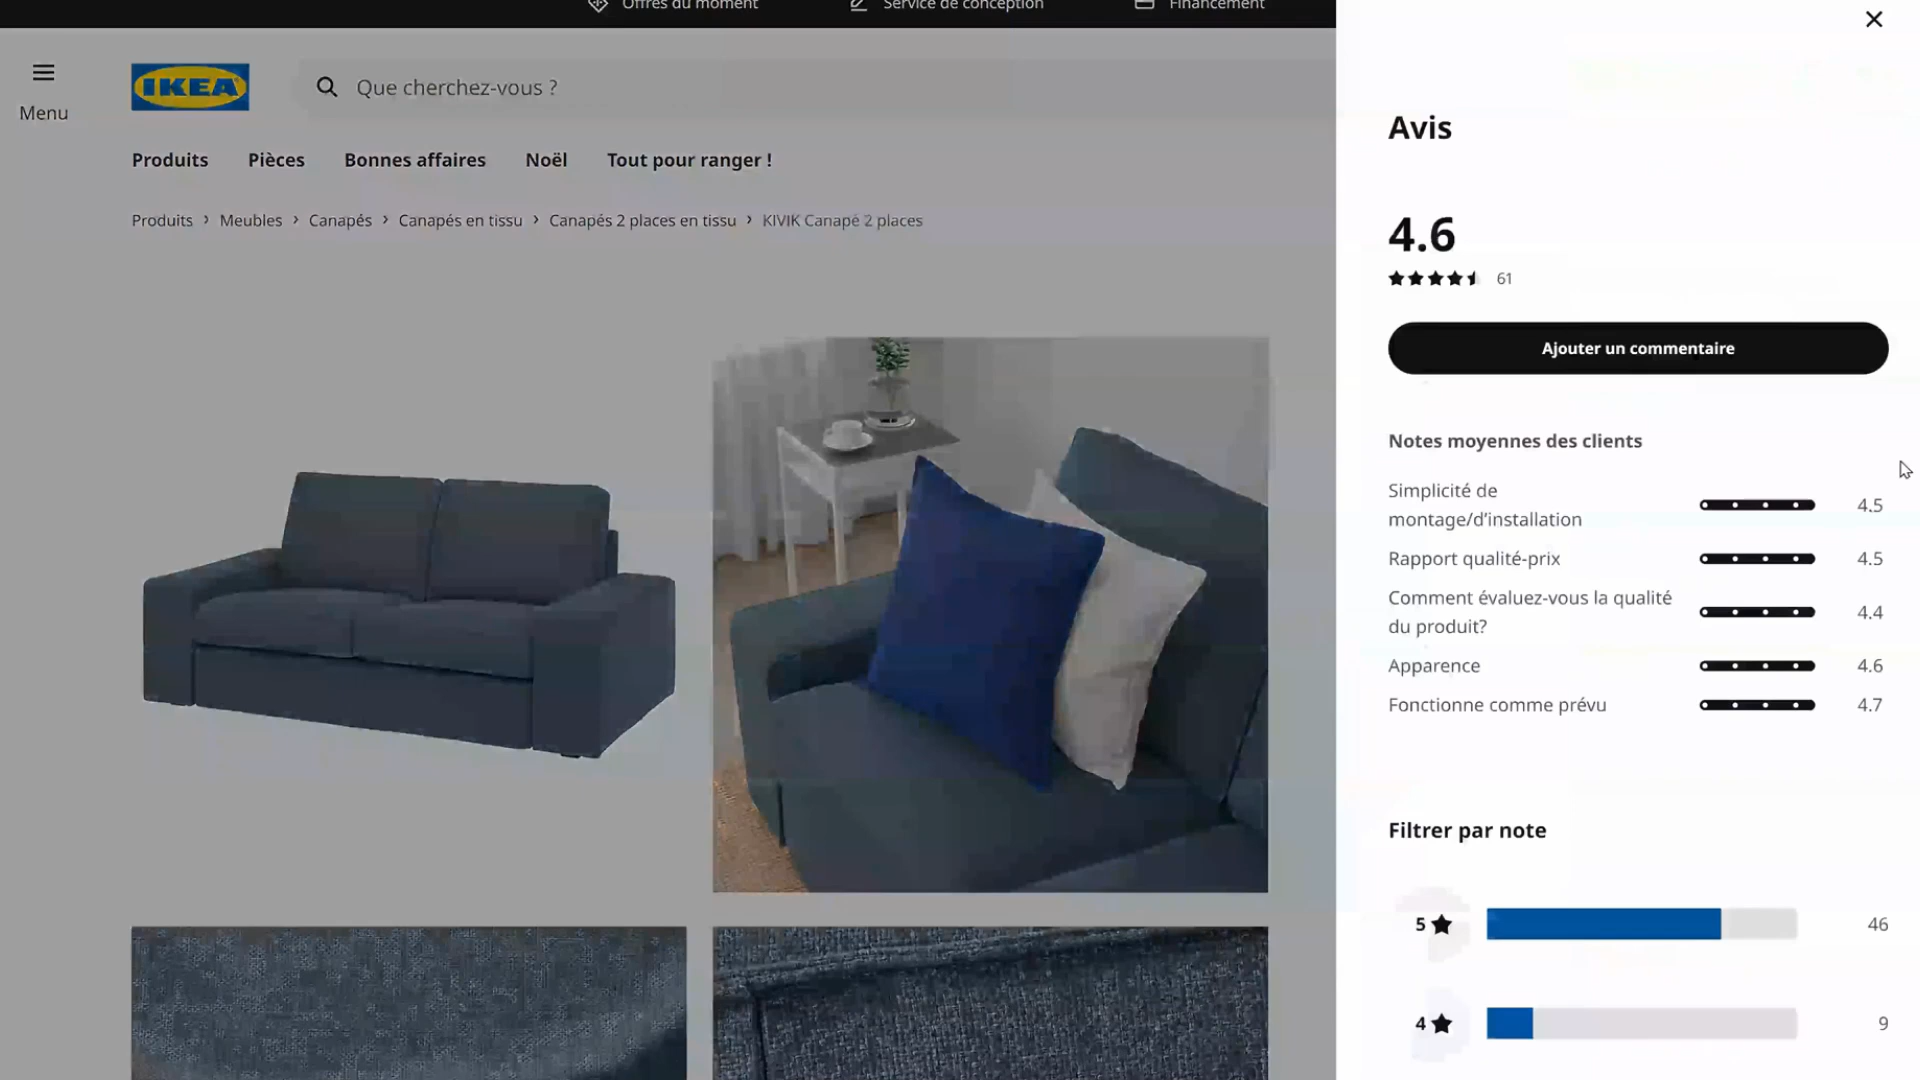 Offres du moment
Service de conception
Financement
Menu
IKEA
Que cherchez-vous ?
Produits
Pièces
Bonnes affaires
Noël
Tout pour ranger !
Produits › Meubles › Canapés › Canapés en tissu › Canapés 2 places en tissu › KIVIK Canapé 2 places
Avis
4.6
61
Ajouter un commentaire
Notes moyennes des clients
Simplicité de
montage/d’installation
4.5
Rapport qualité-prix
4.5
Comment évaluez-vous la qualité
du produit?
4.4
Apparence
4.6
Fonctionne comme prévu
4.7
Filtrer par note
5
46
4
9